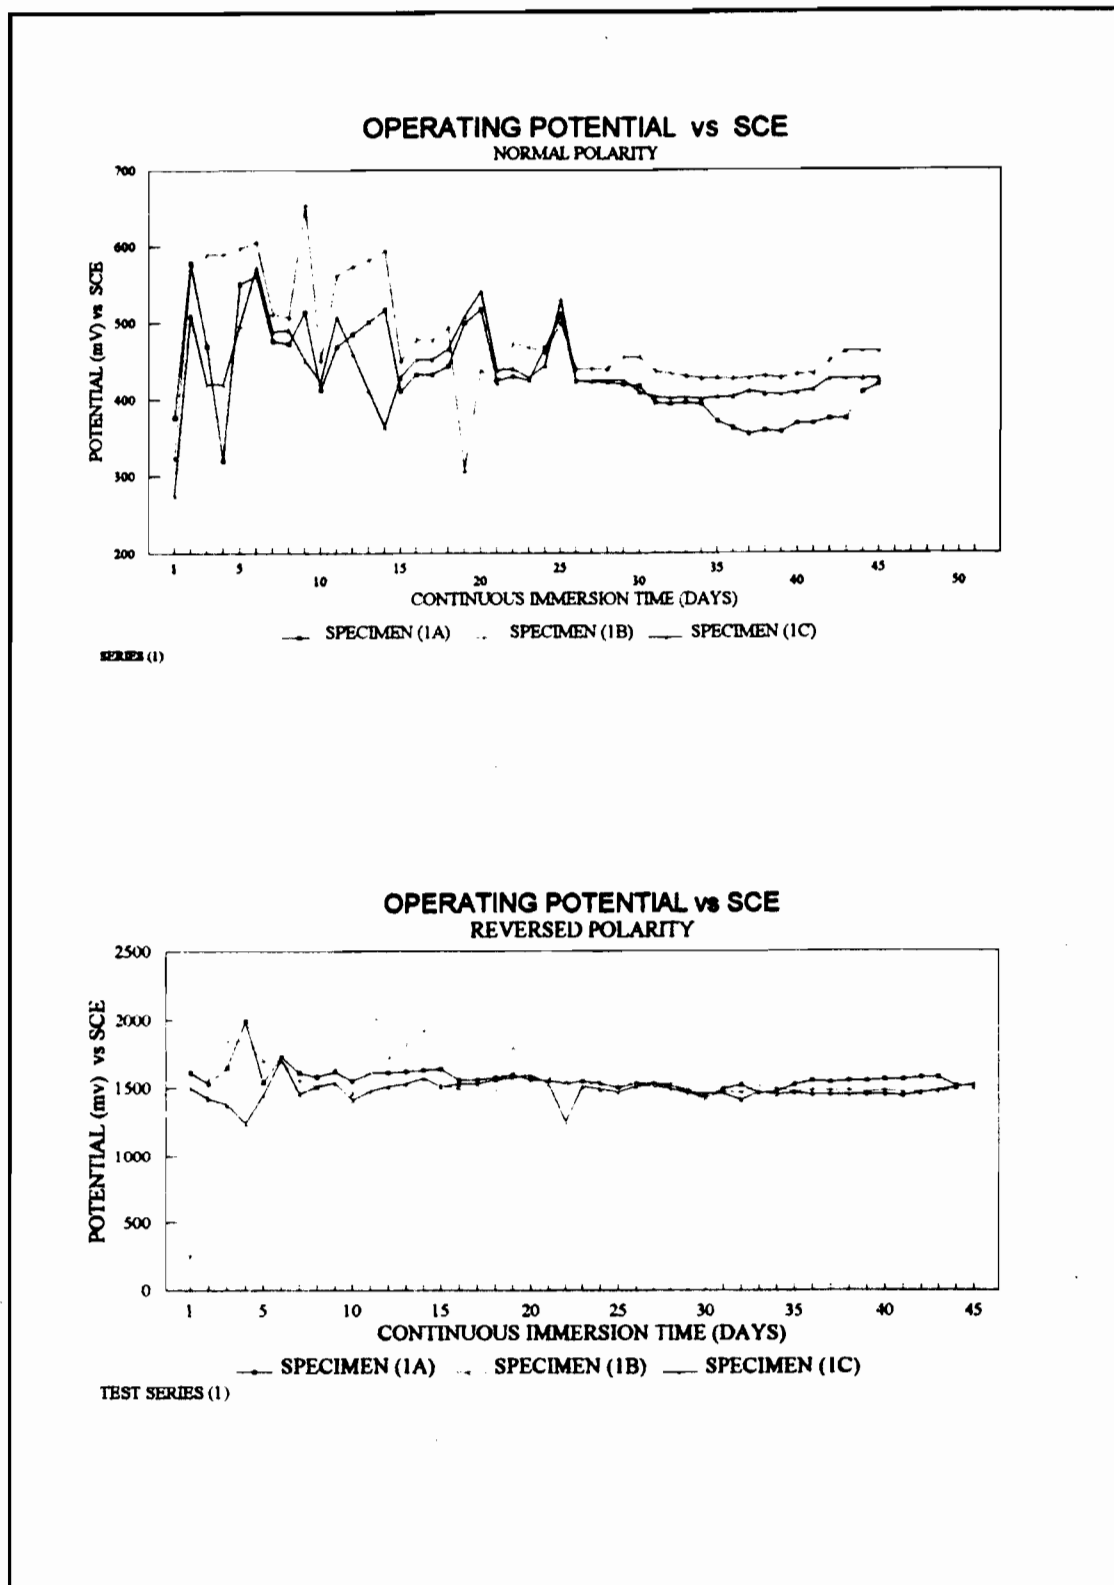 OPERATING POTENTIAL vs SCE
NORMAL POLARITY
700
600
500
400
300
200
POTENTIAL (mV) vs SCE
1 5 10 15 20 25 30 35 40 45 50
CONTINUOUS IMMERSION TIME (DAYS)
SPECIMEN (1A) SPECIMEN (1B) SPECIMEN (1C)
SERIES (1)
OPERATING POTENTIAL vs SCE
REVERSED POLARITY
2500
2000
1500
1000
500
0
POTENTIAL (mv) vs SCE
1 5 10 15 20 25 30 35 40 45
CONTINUOUS IMMERSION TIME (DAYS)
SPECIMEN (1A) SPECIMEN (1B) SPECIMEN (1C)
TEST SERIES (1)